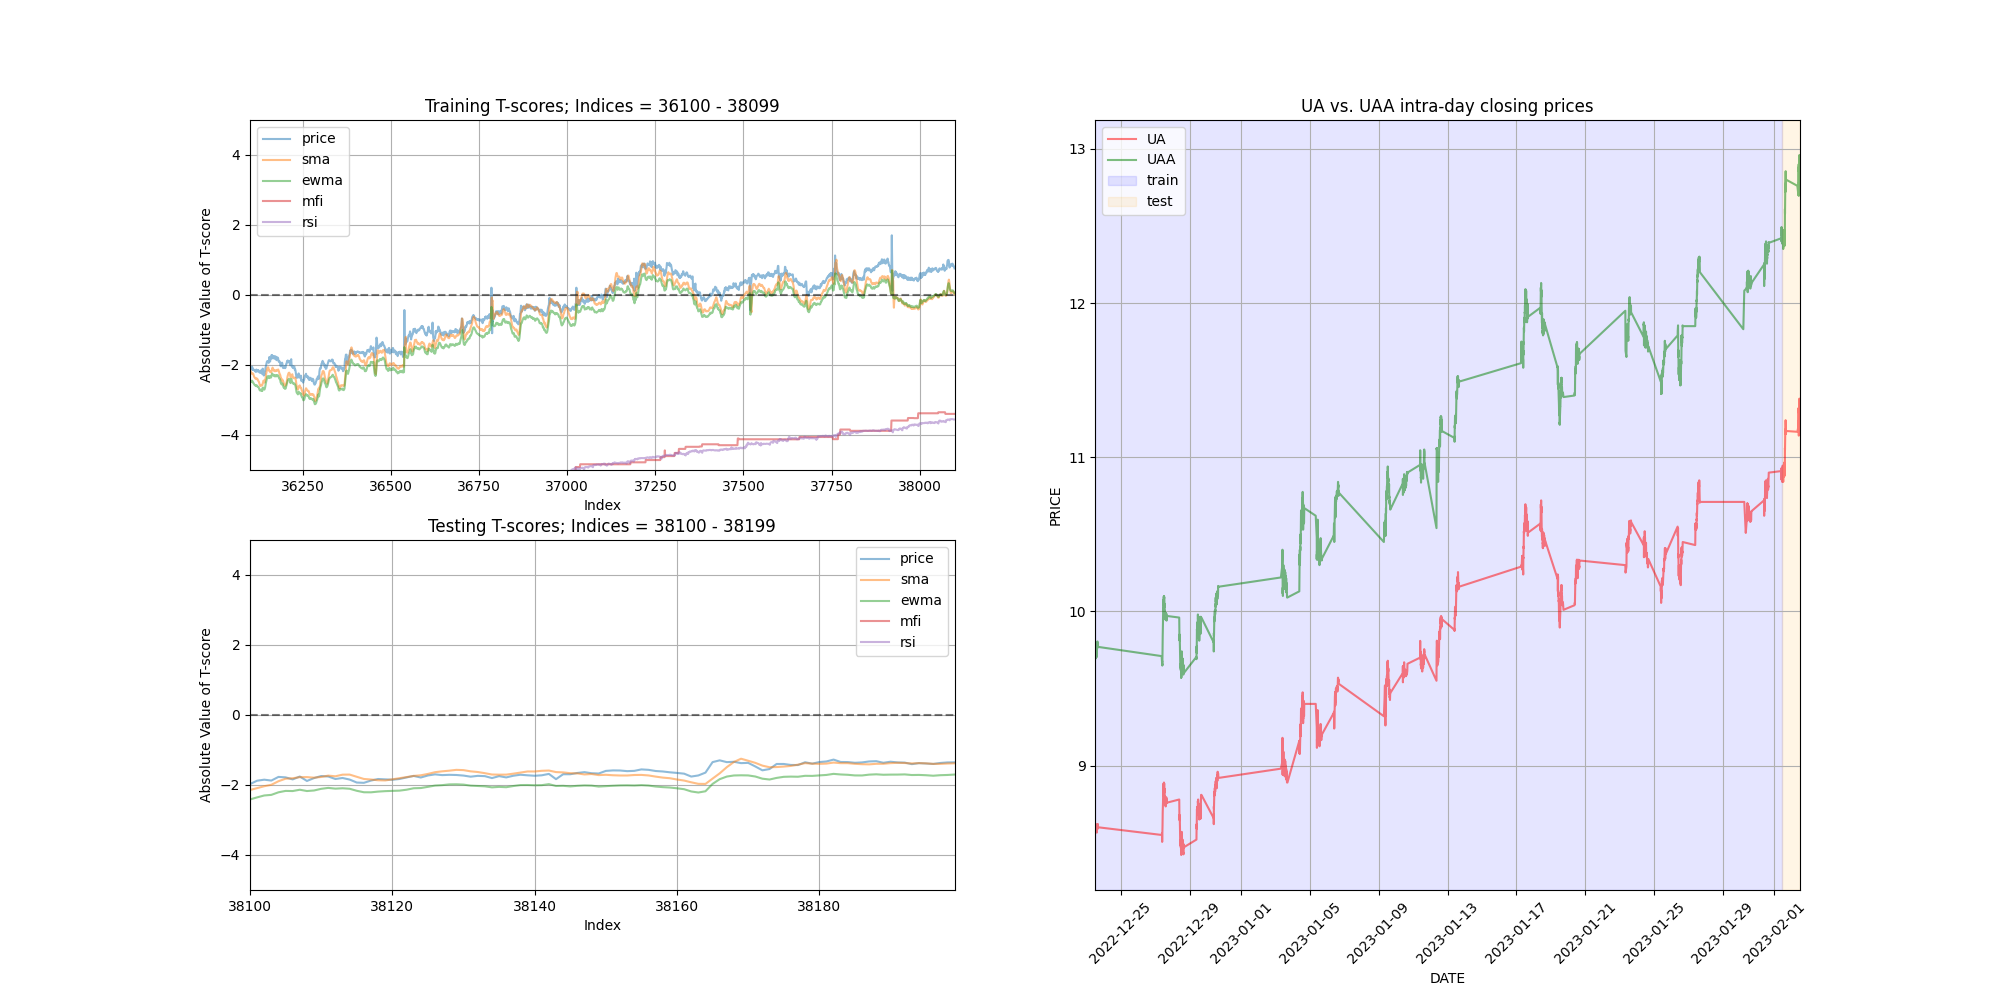 Training T-scores; Indices = 36100 - 38099
price
sma
ewma
mfi
rsi
Absolute Value of T-score
4
2
0
−2
−4
36250 36500 36750 37000 37250 37500 37750 38000
Index
Testing T-scores; Indices = 38100 - 38199
price
sma
ewma
mfi
rsi
Absolute Value of T-score
4
2
0
−2
−4
38100 38120 38140 38160 38180
Index
UA vs. UAA intra-day closing prices
UA
UAA
train
test
PRICE
13
12
11
10
9
2022-12-25 2022-12-29 2023-01-01 2023-01-05 2023-01-09 2023-01-13 2023-01-17 2023-01-21 2023-01-25 2023-01-29 2023-02-01
DATE